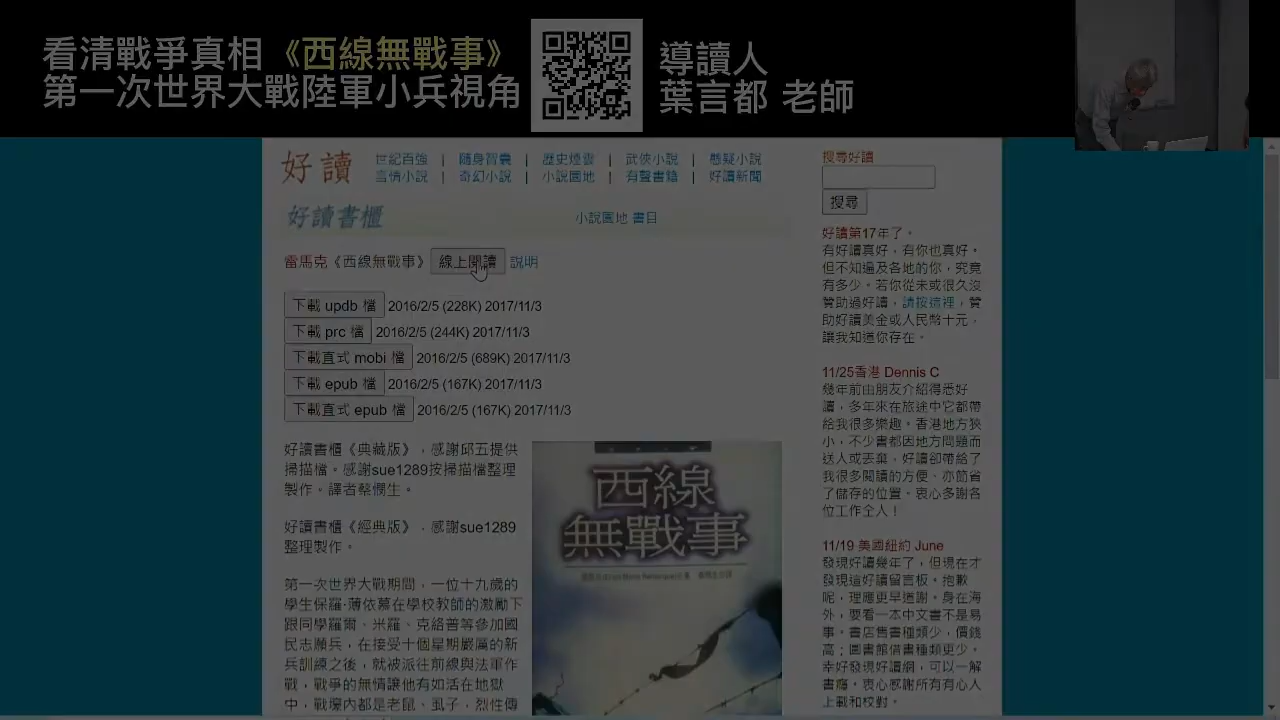 看清戰爭真相《西線無戰事》
第一次世界大戰陸軍小兵視角
導讀人
葉言都 老師
好讀
世紀百強 | 隨身智囊 | 歷史煙雲 | 武俠小說 | 懸疑小說
言情小說 | 奇幻小說 | 小說園地 | 有聲書籍 | 好讀新聞
好讀書櫃
小說園地 書目
雷馬克《西線無戰事》 線上閱讀 說明
下載 updb 檔 2016/2/5 (228K) 2017/11/3
下載 prc 檔 2016/2/5 (244K) 2017/11/3
下載直式 mobi 檔 2016/2/5 (689K) 2017/11/3
下載 epub 檔 2016/2/5 (167K) 2017/11/3
下載直式 epub 檔 2016/2/5 (167K) 2017/11/3
好讀書櫃《典藏版》，感謝邱五提供
掃描檔。感謝sue1289按掃描檔整理
製作。譯者蔡憫生。
好讀書櫃《經典版》，感謝sue1289
整理製作。
第一次世界大戰期間，一位十九歲的
學生保羅·薄依慕在學校教師的激勵下
跟同學羅爾、米羅、克絡普等參加國
民志願兵，在接受十個星期嚴厲的新
兵訓練之後，就被派往前線與法軍作
戰，戰爭的無情讓他有如活在地獄
中，戰壕內都是老鼠、虱子，烈性傳
西線
無戰事
搜尋好讀
搜尋
好讀第17年了。
有好讀真好，有你也真好。
但不知遍及各地的你，究竟
有多少。若你從未或很久沒
贊助過好讀，請按這裡，贊
助好讀美金或人民幣十元，
讓我知道你存在。
11/25香港 Dennis C
幾年前由朋友介紹得悉好
讀，多年來在旅途中它都帶
給我很多樂趣。香港地方狹
小，不少書都因地方問題而
送人或丟棄，好讀卻帶給了
我很多閱讀的方便、亦節省
了儲存的位置。衷心多謝各
位工作仝人！
11/19 美國紐約 June
發現好讀幾年了，但現在才
發現這好讀留言板。抱歉
呢，理應更早道謝。身在海
外，要看一本中文書不是易
事。書店售書種類少，價錢
高；圖書館借書種類更少。
幸好發現好讀網，可以一解
書癮。衷心感謝所有有心人
上載和校對。